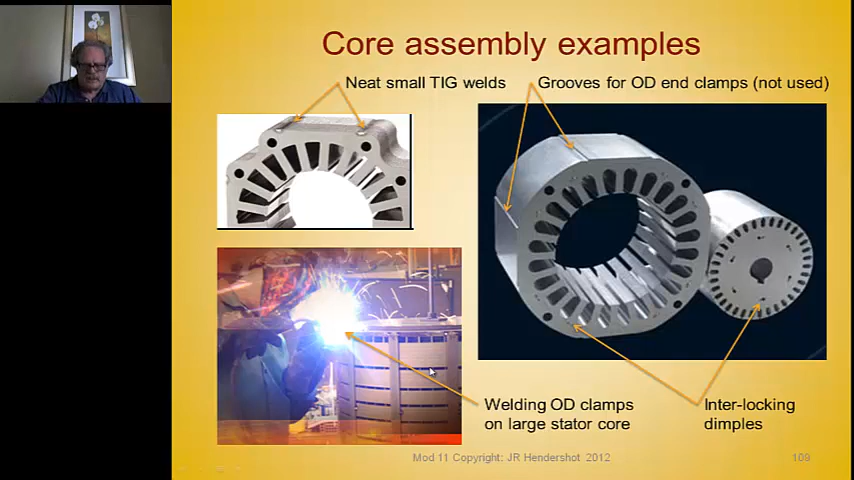 Core assembly examples
Neat small TIG welds
Grooves for OD end clamps (not used)
Welding OD clamps
on large stator core
Inter-locking
dimples
Mod 11 Copyright: JR Hendershot 2012
109